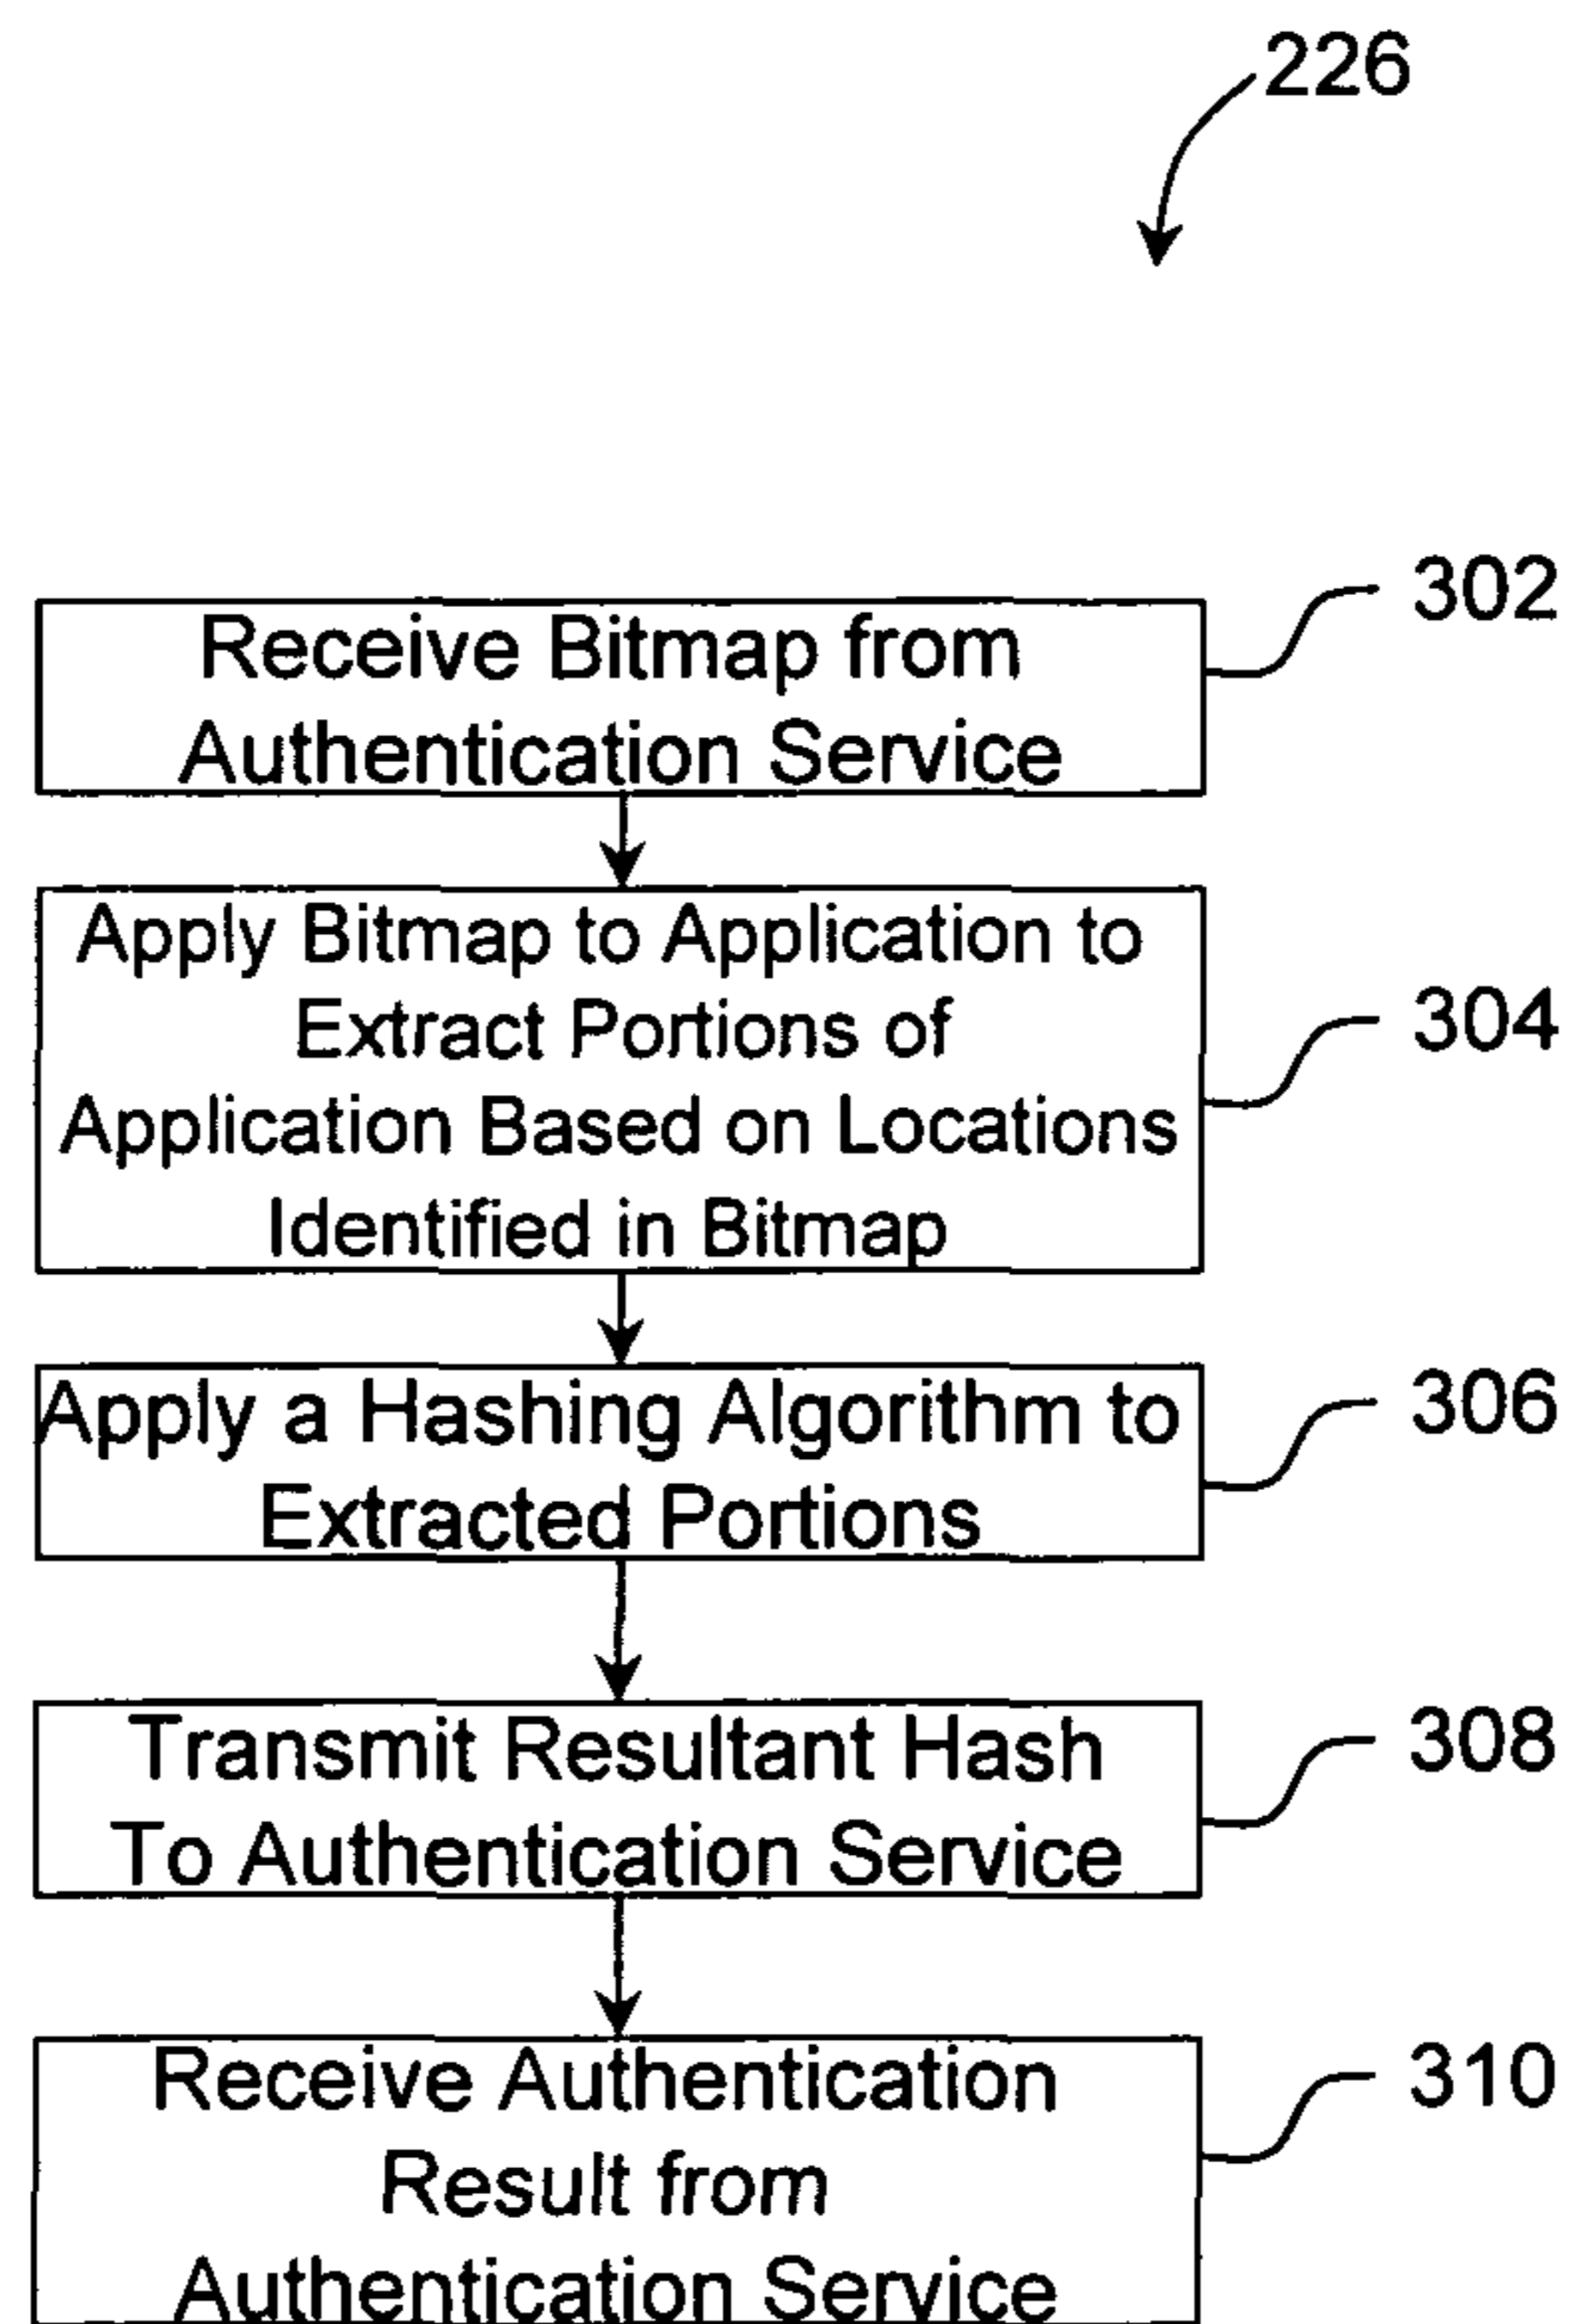 226
Receive Bitmap from
Authentication Service
302
Apply Bitmap to Application to
Extract Portions of
Application Based on Locations
Identified in Bitmap
304
Apply a Hashing Algorithm to
Extracted Portions
306
Transmit Resultant Hash
To Authentication Service
308
Receive Authentication
Result from
Authentication Service
310